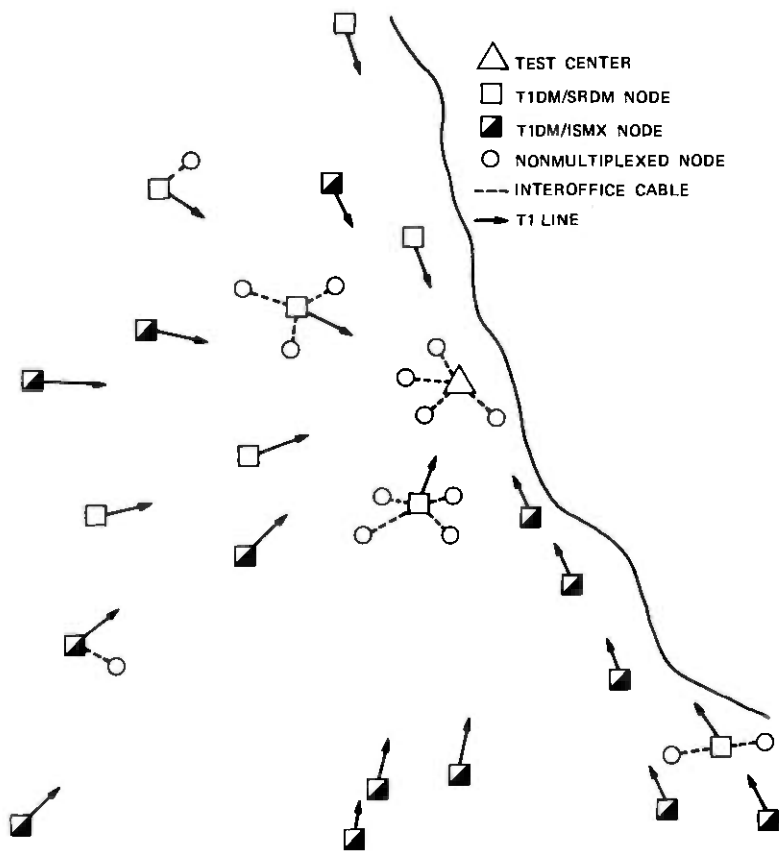 TEST CENTER
T1DM/SRDM NODE
T1DM/ISMX NODE
NONMULTIPLEXED NODE
INTEROFFICE CABLE
T1 LINE